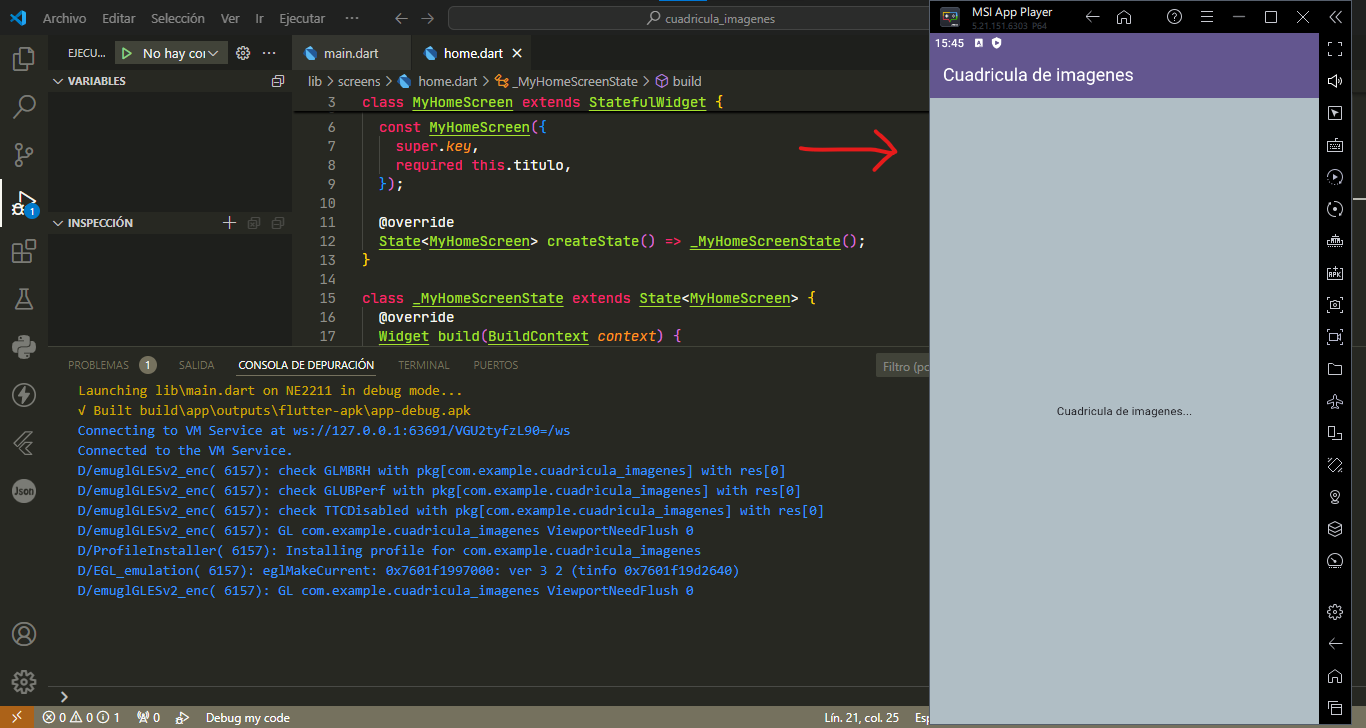 Archivo Editar Selección Ver Ir Ejecutar ···
cuadricula_imagenes
EJECU... No hay cor
main.dart
home.dart
VARIABLES
lib > screens > home.dart > _MyHomeScreenState > build
3 class MyHomeScreen extends StatefulWidget {
6 const MyHomeScreen({
7 super.key,
8 required this.titulo,
9 });
10
11 @override
12 State<MyHomeScreen> createState() => _MyHomeScreenState();
13 }
14
15 class _MyHomeScreenState extends State<MyHomeScreen> {
16 @override
17 Widget build(BuildContext context) {
INSPECCIÓN
1
PROBLEMAS 1 SALIDA CONSOLA DE DEPURACIÓN TERMINAL PUERTOS
Filtro (po
Launching lib\main.dart on NE2211 in debug mode...
√ Built build\app\outputs\flutter-apk\app-debug.apk
Connecting to VM Service at ws://127.0.0.1:63691/VGU2tyfzL90=/ws
Connected to the VM Service.
D/emuglGLESv2_enc( 6157): check GLMBRH with pkg[com.example.cuadricula_imagenes] with res[0]
D/emuglGLESv2_enc( 6157): check GLUBPerf with pkg[com.example.cuadricula_imagenes] with res[0]
D/emuglGLESv2_enc( 6157): check TTCDisabled with pkg[com.example.cuadricula_imagenes] with res[0]
D/emuglGLESv2_enc( 6157): GL com.example.cuadricula_imagenes ViewportNeedFlush 0
D/ProfileInstaller( 6157): Installing profile for com.example.cuadricula_imagenes
D/EGL_emulation( 6157): eglMakeCurrent: 0x7601f1997000: ver 3 2 (tinfo 0x7601f19d2640)
D/emuglGLESv2_enc( 6157): GL com.example.cuadricula_imagenes ViewportNeedFlush 0
Json
0 0 1 0 Debug my code
Lín. 21, col. 25 Esp
MSI App Player
5.21.151.6303 P64
15:45 A
Cuadricula de imagenes
Cuadricula de imagenes...
APK